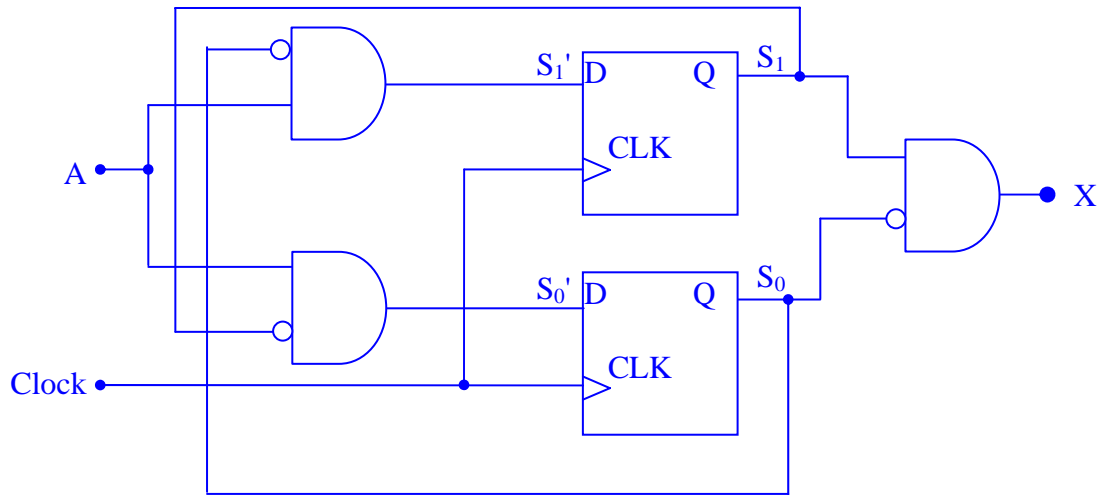 S₁' D Q S₁
CLK
A
X
S₀' D Q S₀
CLK
Clock